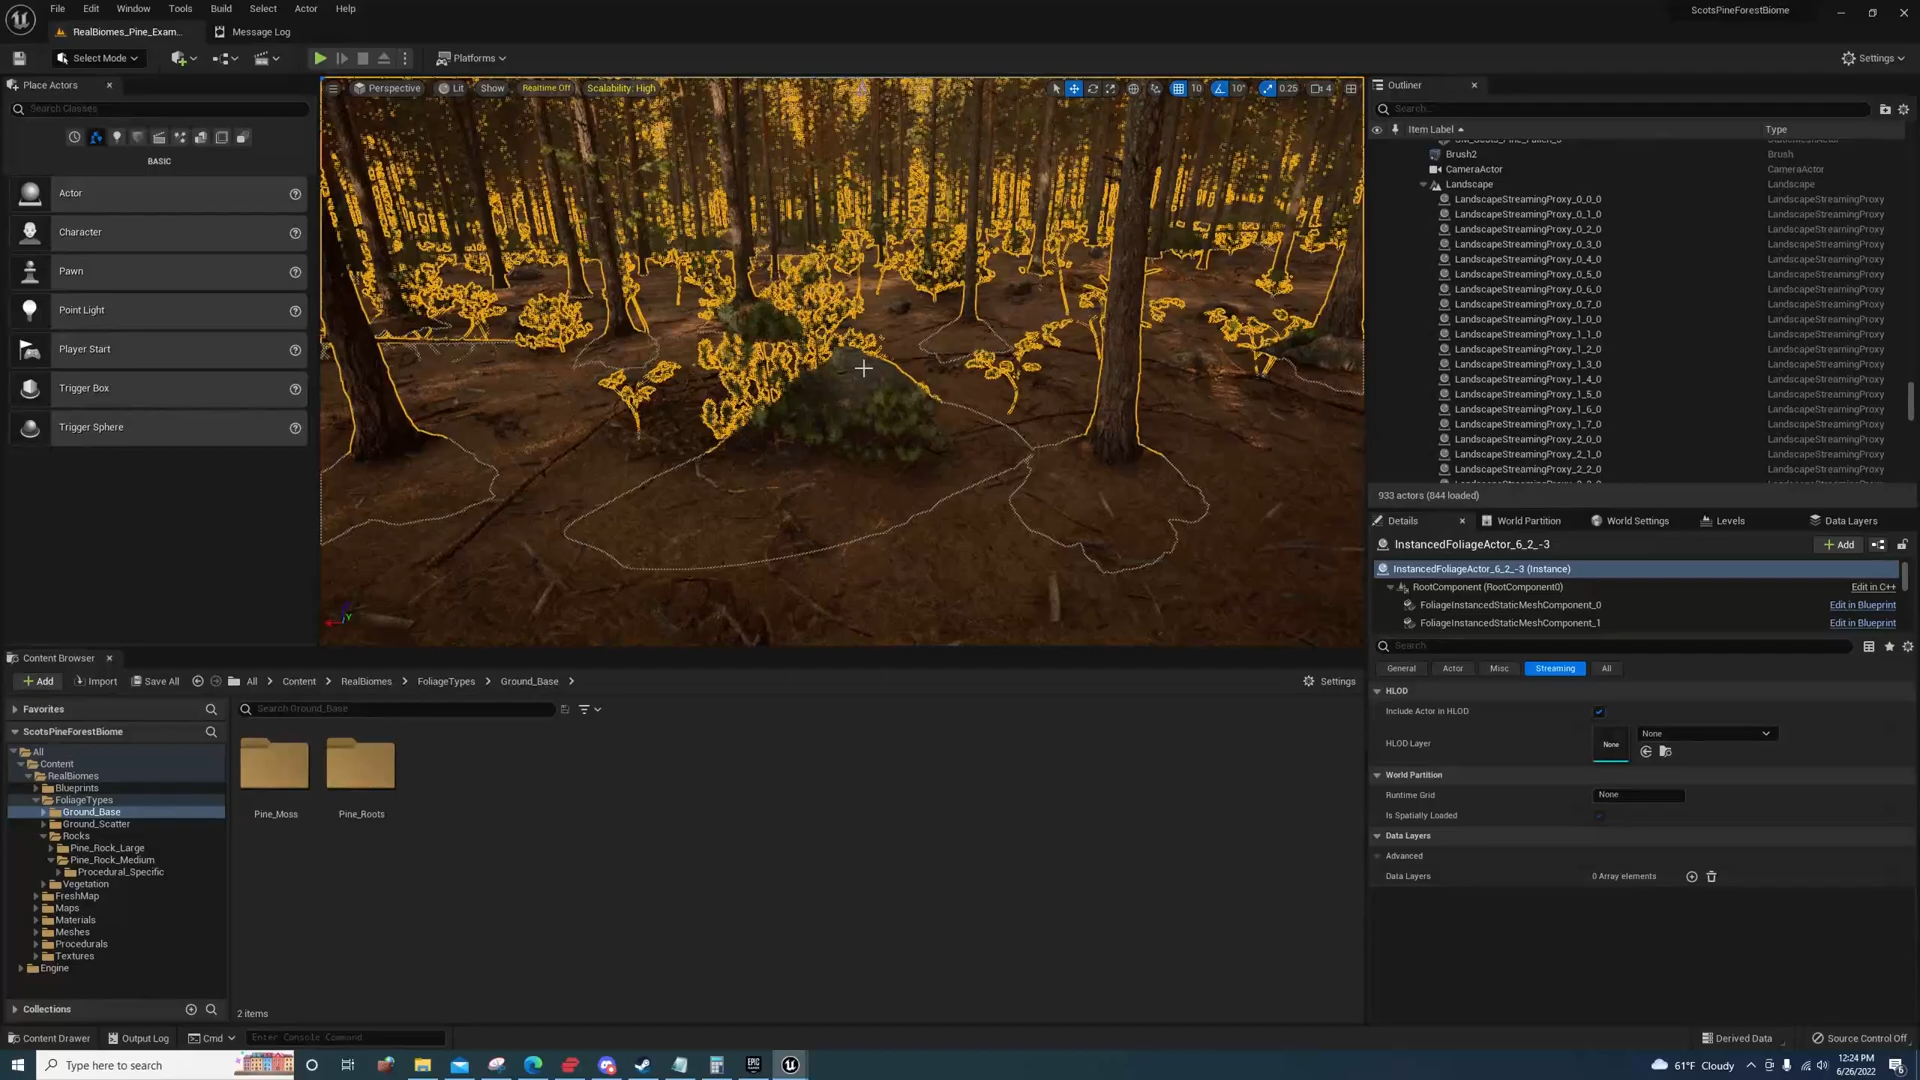 File Edit Window Tools Build Select Actor Help
ScotsPineForestBiome
RealBiomes_Pine_Exam...
Message Log
Select Mode
Platforms
Settings
Place Actors
Search Classes
BASIC
Actor
Character
Pawn
Point Light
Player Start
Trigger Box
Trigger Sphere
Perspective Lit Show Realtime Off Scalability: High
10 10° 0.25 4
Outliner
Search...
Item Label Type
Brush2 Brush
CameraActor CameraActor
Landscape Landscape
LandscapeStreamingProxy_0_0_0 LandscapeStreamingProxy
LandscapeStreamingProxy_0_1_0 LandscapeStreamingProxy
LandscapeStreamingProxy_0_2_0 LandscapeStreamingProxy
LandscapeStreamingProxy_0_3_0 LandscapeStreamingProxy
LandscapeStreamingProxy_0_4_0 LandscapeStreamingProxy
LandscapeStreamingProxy_0_5_0 LandscapeStreamingProxy
LandscapeStreamingProxy_0_6_0 LandscapeStreamingProxy
LandscapeStreamingProxy_0_7_0 LandscapeStreamingProxy
LandscapeStreamingProxy_1_0_0 LandscapeStreamingProxy
LandscapeStreamingProxy_1_1_0 LandscapeStreamingProxy
LandscapeStreamingProxy_1_2_0 LandscapeStreamingProxy
LandscapeStreamingProxy_1_3_0 LandscapeStreamingProxy
LandscapeStreamingProxy_1_4_0 LandscapeStreamingProxy
LandscapeStreamingProxy_1_5_0 LandscapeStreamingProxy
LandscapeStreamingProxy_1_6_0 LandscapeStreamingProxy
LandscapeStreamingProxy_1_7_0 LandscapeStreamingProxy
LandscapeStreamingProxy_2_0_0 LandscapeStreamingProxy
LandscapeStreamingProxy_2_1_0 LandscapeStreamingProxy
LandscapeStreamingProxy_2_2_0 LandscapeStreamingProxy
933 actors (844 loaded)
Details World Partition World Settings Levels Data Layers
InstancedFoliageActor_6_2_-3 Add
InstancedFoliageActor_6_2_-3 (Instance)
RootComponent (RootComponent0) Edit in C++
FoliageInstancedStaticMeshComponent_0 Edit in Blueprint
FoliageInstancedStaticMeshComponent_1 Edit in Blueprint
Search
General Actor Misc Streaming All
HLOD
Include Actor in HLOD
HLOD Layer None None
World Partition
Runtime Grid None
Is Spatially Loaded
Data Layers
Advanced
Data Layers 0 Array elements
Content Browser
Add Import Save All All Content RealBiomes FoliageTypes Ground_Base Settings
Favorites
Search Ground_Base
ScotsPineForestBiome
All
Content
RealBiomes
Blueprints
FoliageTypes
Ground_Base
Ground_Scatter
Rocks
Pine_Rock_Large
Pine_Rock_Medium
Procedural_Specific
Vegetation
FreshMap
Maps
Materials
Meshes
Procedurals
Textures
Engine
Pine_Moss Pine_Roots
Collections
2 items
Content Drawer Output Log Cmd Enter Console Command Derived Data Source Control Off
Type here to search
61°F Cloudy
12:24 PM
6/26/2022